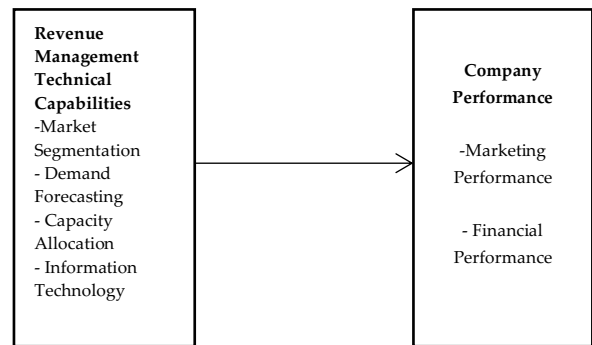 Revenue
Management
Technical
Capabilities
-Market
Segmentation
- Demand
Forecasting
- Capacity
Allocation
- Information
Technology
Company
Performance
-Marketing
Performance
- Financial
Performance